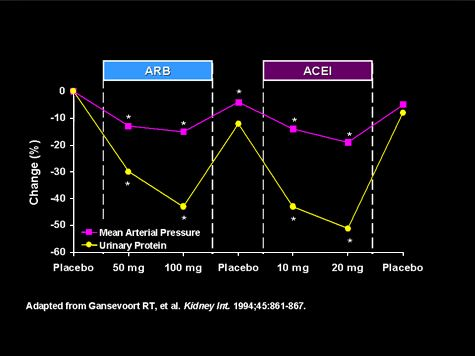 ARB
ACEI
*
0
-10
-20
-30
-40
-50
-60
Change (%)
* * * *
* * * *
Mean Arterial Pressure
Urinary Protein
Placebo 50 mg 100 mg Placebo 10 mg 20 mg Placebo
Adapted from Gansevoort RT, et al. Kidney Int. 1994;45:861-867.